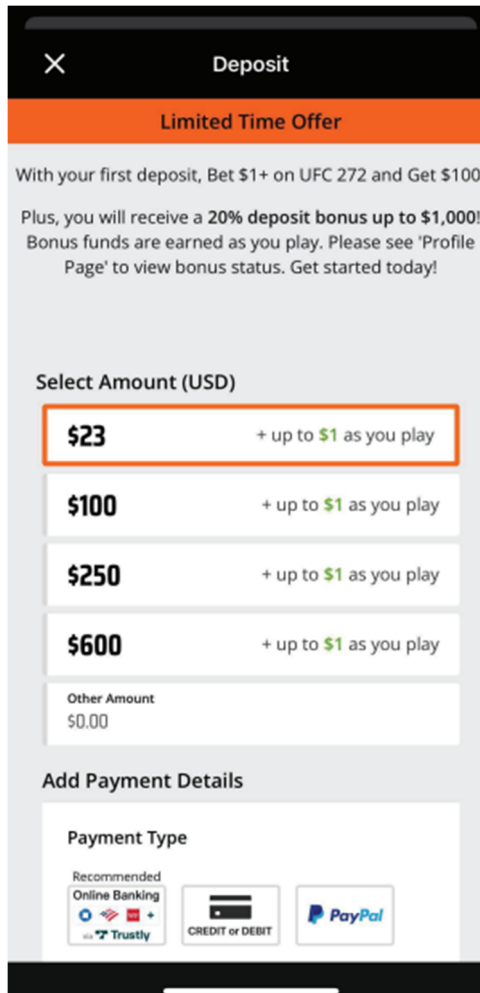 Deposit
Limited Time Offer
With your first deposit, Bet $1+ on UFC 272 and Get $100
Plus, you will receive a 20% deposit bonus up to $1,000!
Bonus funds are earned as you play. Please see 'Profile
Page' to view bonus status. Get started today!
Select Amount (USD)
$23 + up to $1 as you play
$100 + up to $1 as you play
$250 + up to $1 as you play
$600 + up to $1 as you play
Other Amount
$0.00
Add Payment Details
Payment Type
Recommended
Online Banking
+
via Trustly
CREDIT or DEBIT
PayPal